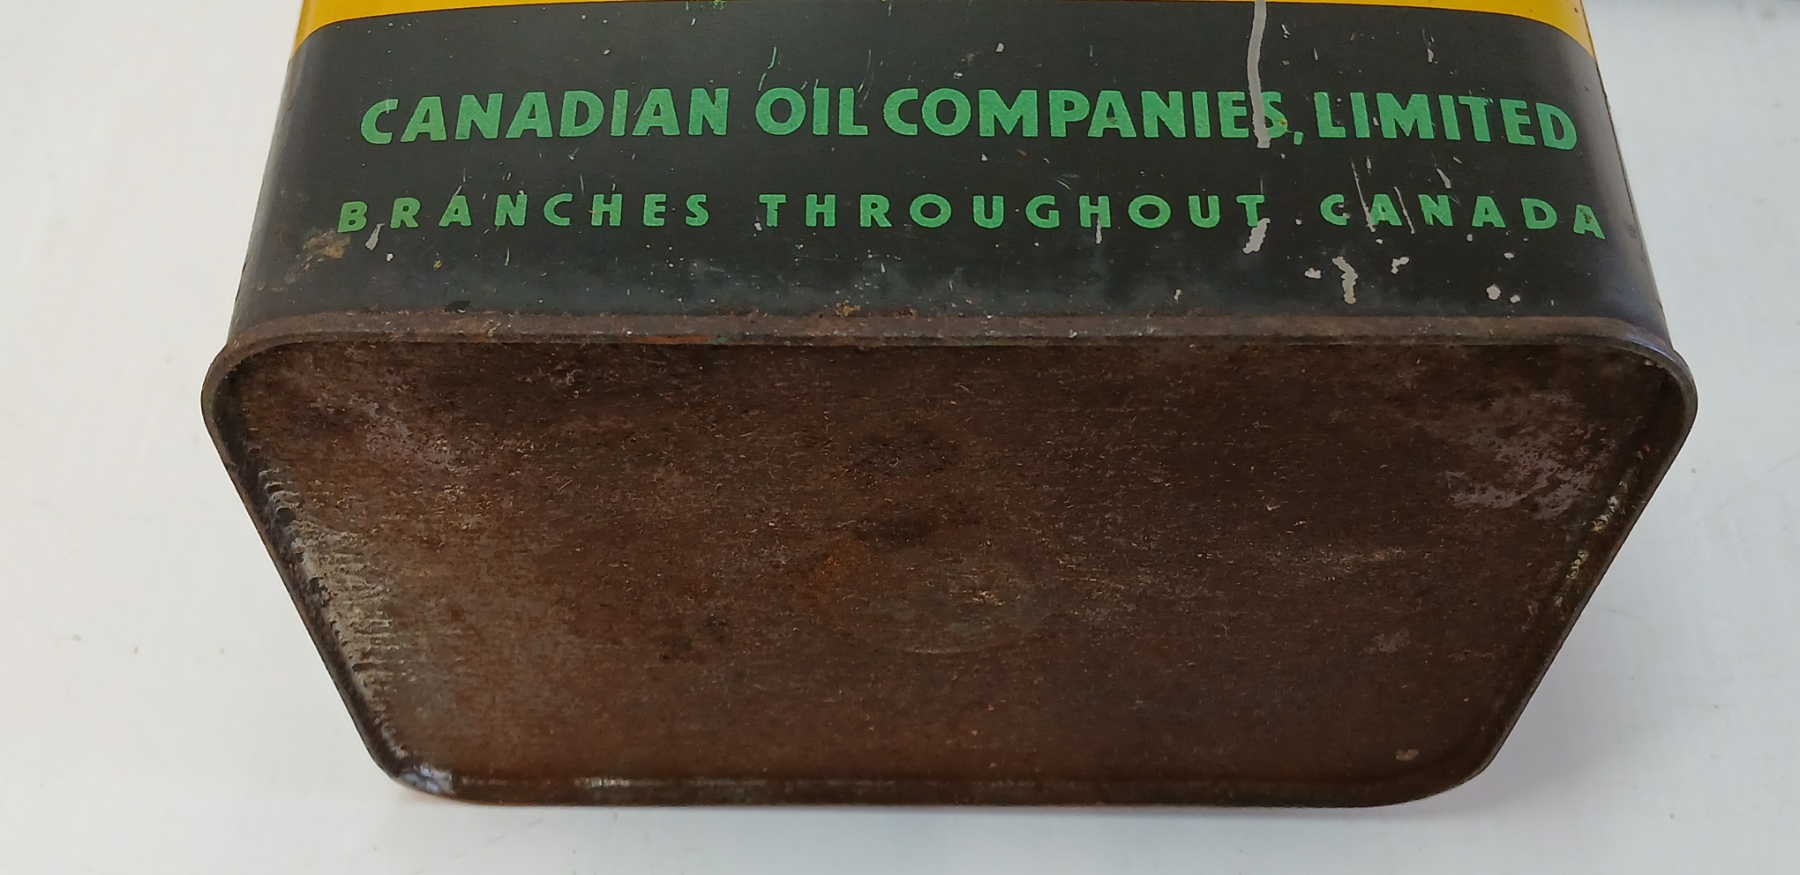 CANADIAN OIL COMPANIES, LIMITED
BRANCHES THROUGHOUT CANADA